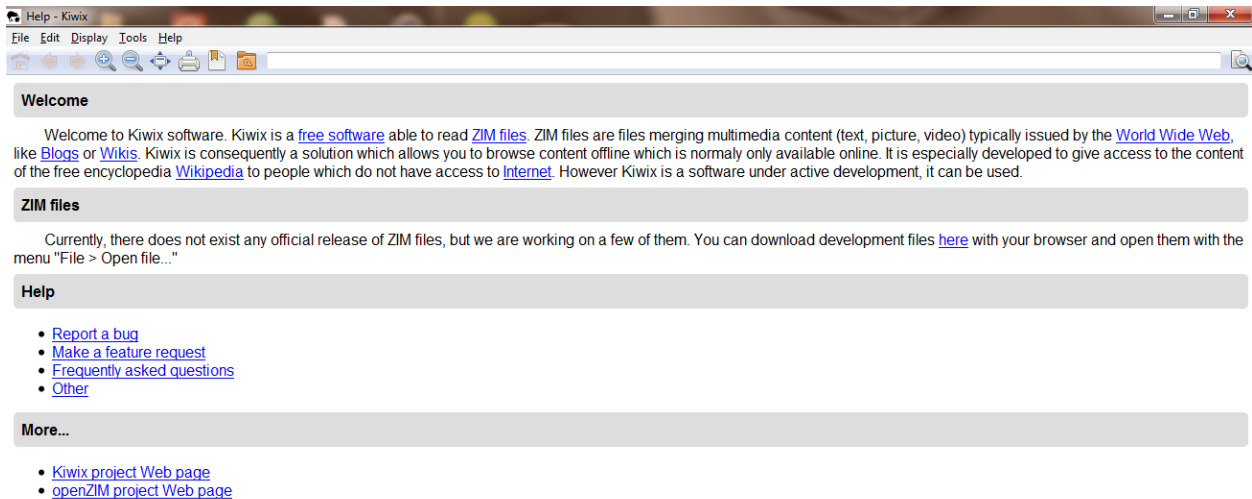 Help - Kiwix
File Edit Display Tools Help
Welcome
Welcome to Kiwix software. Kiwix is a free software able to read ZIM files. ZIM files are files merging multimedia content (text, picture, video) typically issued by the World Wide Web,
like Blogs or Wikis. Kiwix is consequently a solution which allows you to browse content offline which is normaly only available online. It is especially developed to give access to the content
of the free encyclopedia Wikipedia to people which do not have access to Internet. However Kiwix is a software under active development, it can be used.
ZIM files
Currently, there does not exist any official release of ZIM files, but we are working on a few of them. You can download development files here with your browser and open them with the
menu "File > Open file..."
Help
Report a bug
Make a feature request
Frequently asked questions
Other
More...
Kiwix project Web page
openZIM project Web page